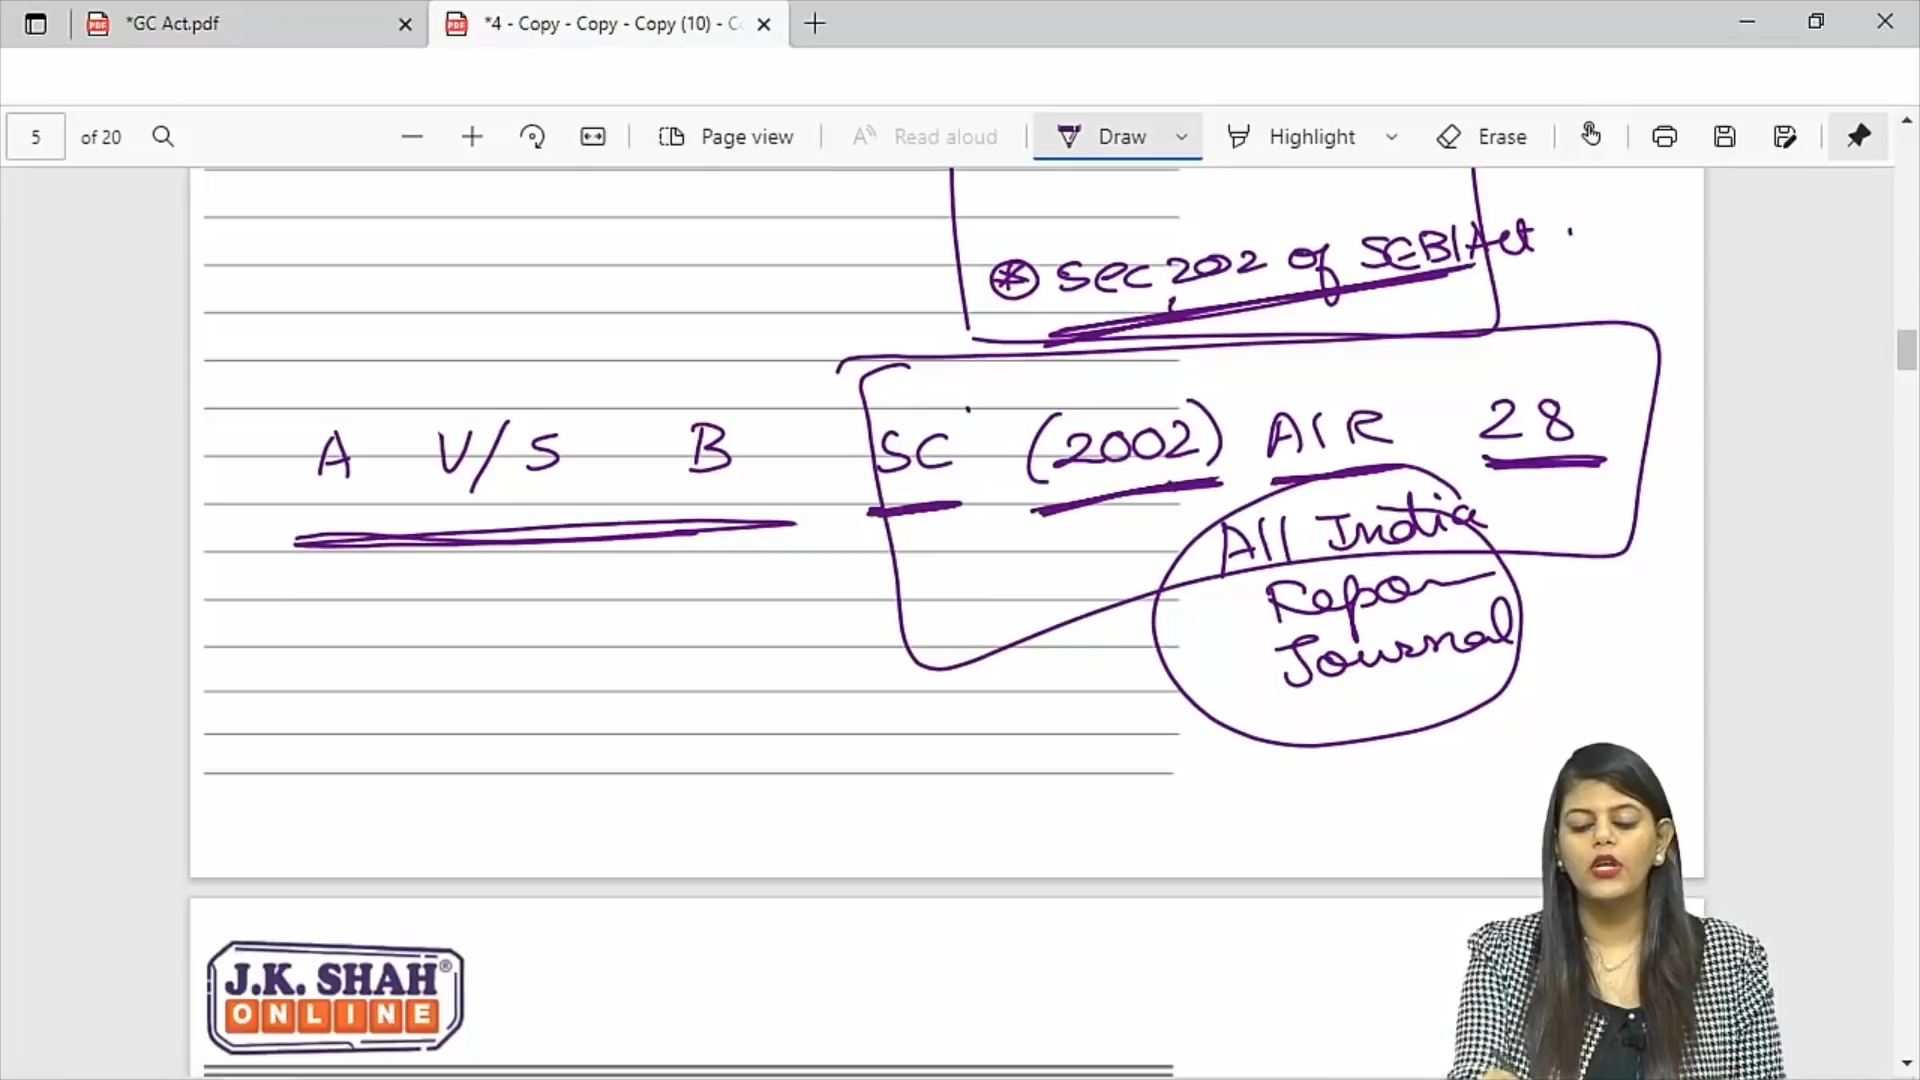 *GC Act.pdf
*4 - Copy - Copy - Copy (10) - C
5 of 20
Page view
Read aloud
Draw
Highlight
Erase
* Sec 202 of SEBI Act.
A V/S B SC (2002) AIR 28
All India
Repor
Journal
J.K. SHAH®
ONLINE